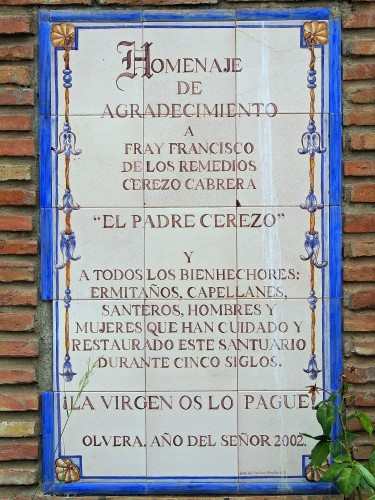 HOMENAJE
DE
AGRADECIMIENTO
A
FRAY FRANCISCO
DE LOS REMEDIOS
CEREZO CABRERA
"EL PADRE CEREZO"
Y
A TODOS LOS BIENHECHORES:
ERMITAÑOS, CAPELLANES,
SANTEROS, HOMBRES Y
MUJERES QUE HAN CUIDADO Y
RESTAURADO ESTE SANTUARIO
DURANTE CINCO SIGLOS.
¡LA VIRGEN OS LO PAGUE!
OLVERA, AÑO DEL SEÑOR 2002.